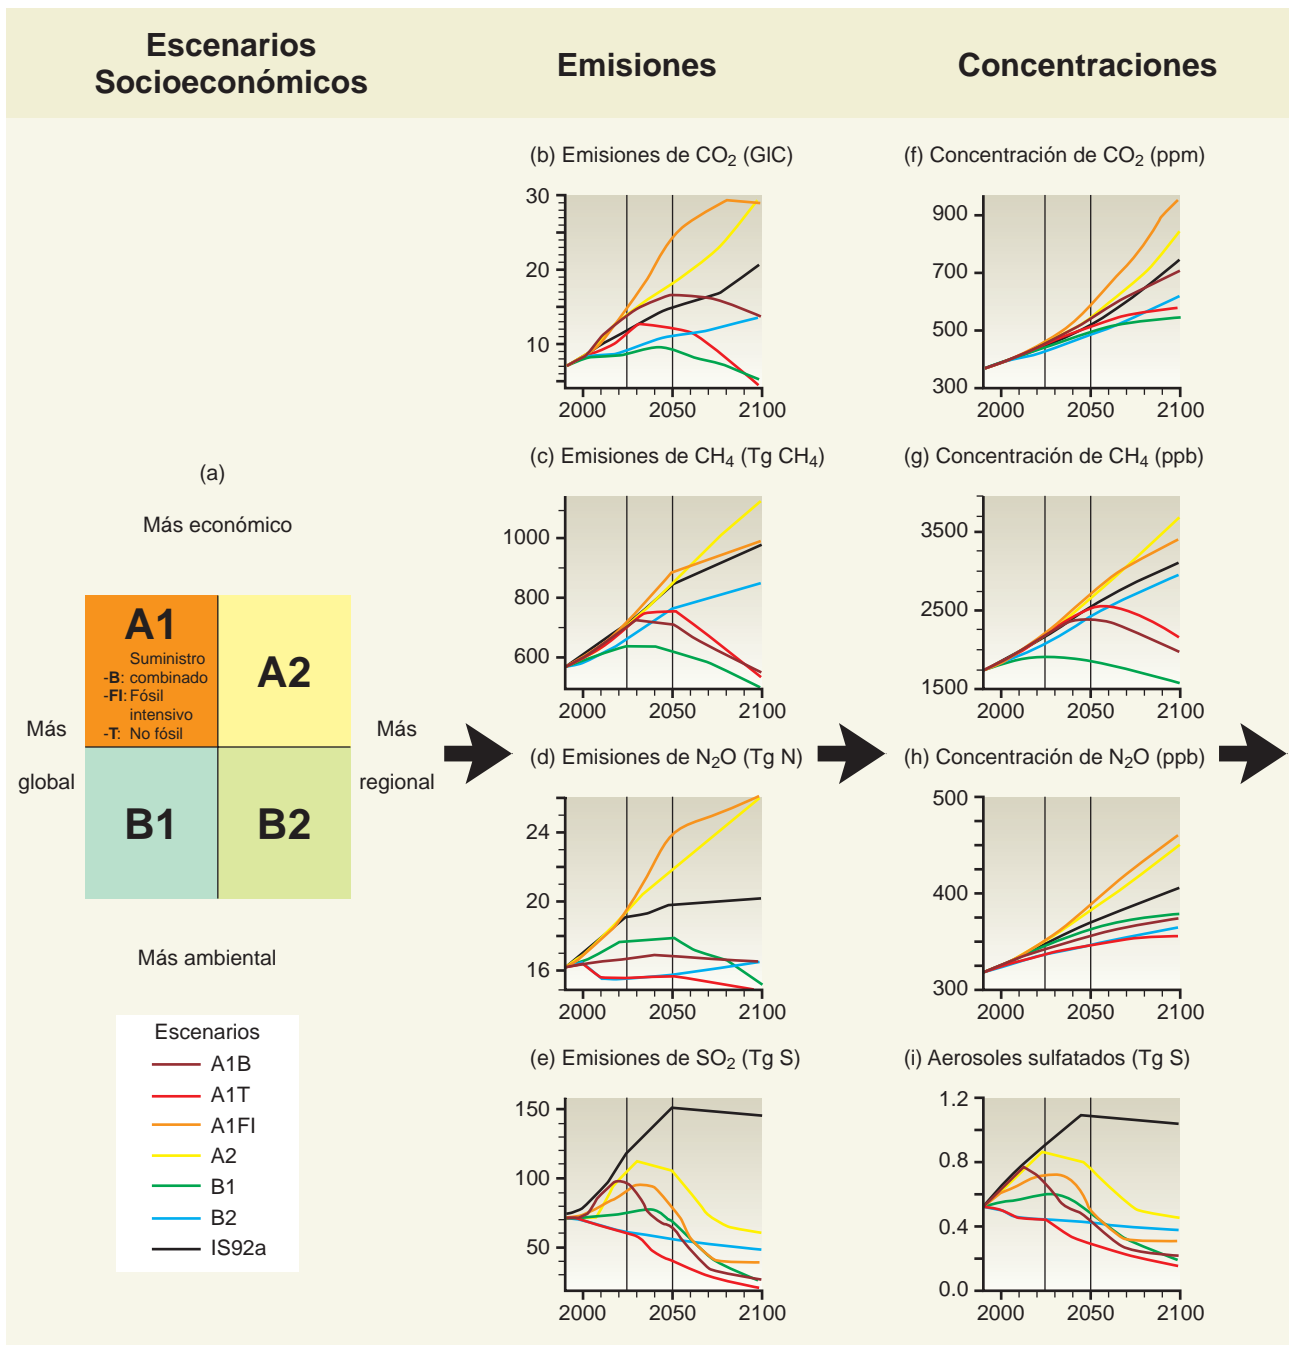 Escenarios
Socioeconómicos
Emisiones
Concentraciones
(a)
Más económico
A1
Suministro
-B: combinado
-FI: Fósil
intensivo
-T: No fósil
A2
Más
global
Más
regional
B1
B2
Más ambiental
Escenarios
A1B
A1T
A1FI
A2
B1
B2
IS92a
(b) Emisiones de CO₂ (GIC)
30
20
10
2000 2050 2100
(c) Emisiones de CH₄ (Tg CH₄)
1000
800
600
2000 2050 2100
(d) Emisiones de N₂O (Tg N)
24
20
16
2000 2050 2100
(e) Emisiones de SO₂ (Tg S)
150
100
50
2000 2050 2100
(f) Concentración de CO₂ (ppm)
900
700
500
300
2000 2050 2100
(g) Concentración de CH₄ (ppb)
3500
2500
1500
2000 2050 2100
(h) Concentración de N₂O (ppb)
500
400
300
2000 2050 2100
(i) Aerosoles sulfatados (Tg S)
1.2
0.8
0.4
0.0
2000 2050 2100